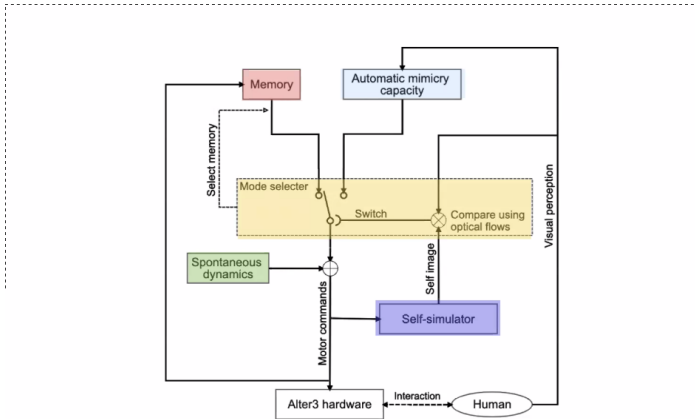 Memory
Automatic mimicry
capacity
Select memory
Mode selecter
Switch
Compare using
optical flows
Visual perception
Spontaneous
dynamics
Self image
Motor commands
Self-simulator
Alter3 hardware
Interaction
Human